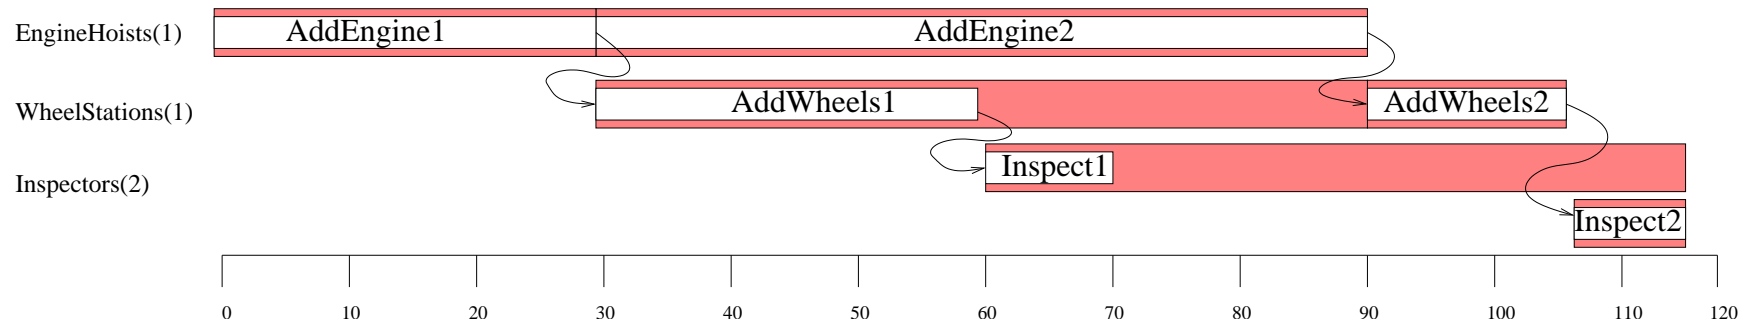 EngineHoists(1) AddEngine1 AddEngine2
WheelStations(1) AddWheels1 AddWheels2
Inspectors(2) Inspect1
Inspect2
0 10 20 30 40 50 60 70 80 90 100 110 120